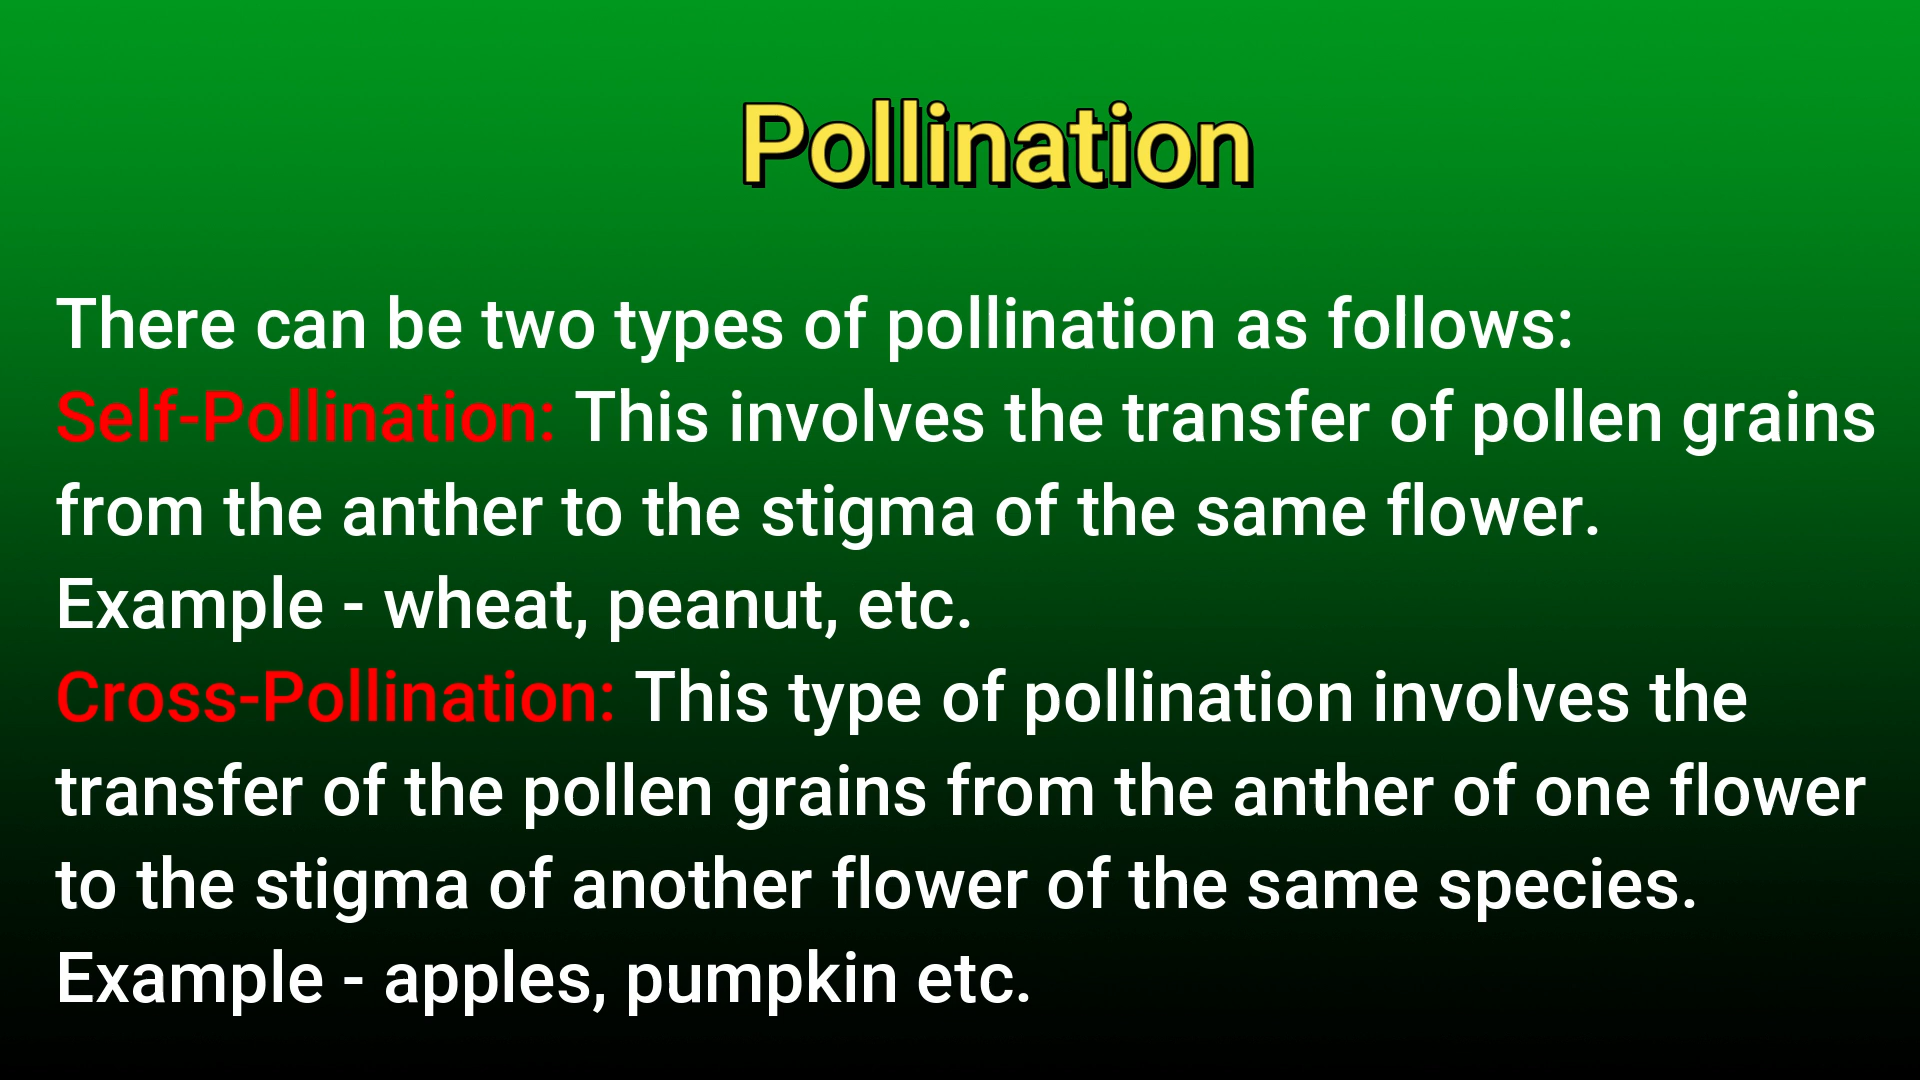 Pollination
There can be two types of pollination as follows:
Self-Pollination: This involves the transfer of pollen grains
from the anther to the stigma of the same flower.
Example - wheat, peanut, etc.
Cross-Pollination: This type of pollination involves the
transfer of the pollen grains from the anther of one flower
to the stigma of another flower of the same species.
Example - apples, pumpkin etc.